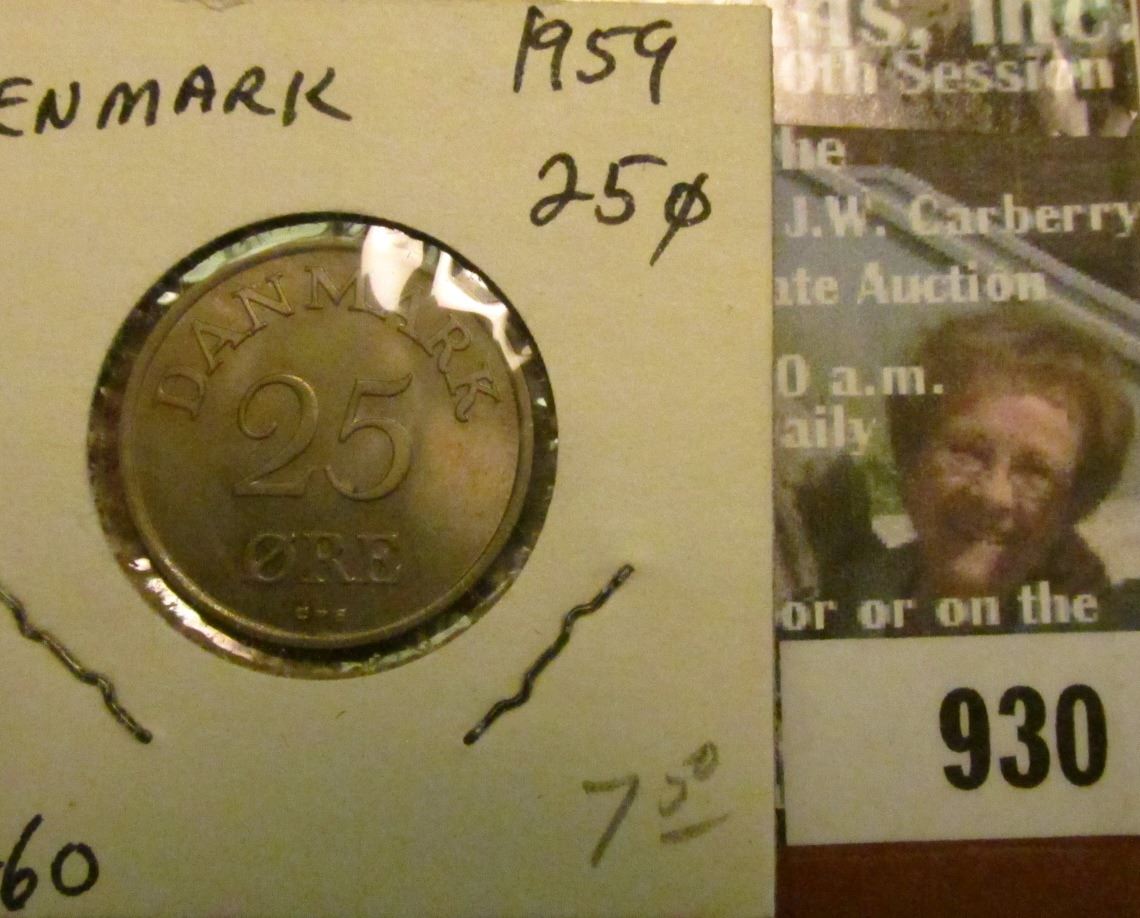 ENMARK
1959
25¢
DANMARK
25
ØRE
7 50
60
ns, Inc.
0th Session
he
J.W. Carberry
ate Auction
0 a.m.
aily
or or on the
930